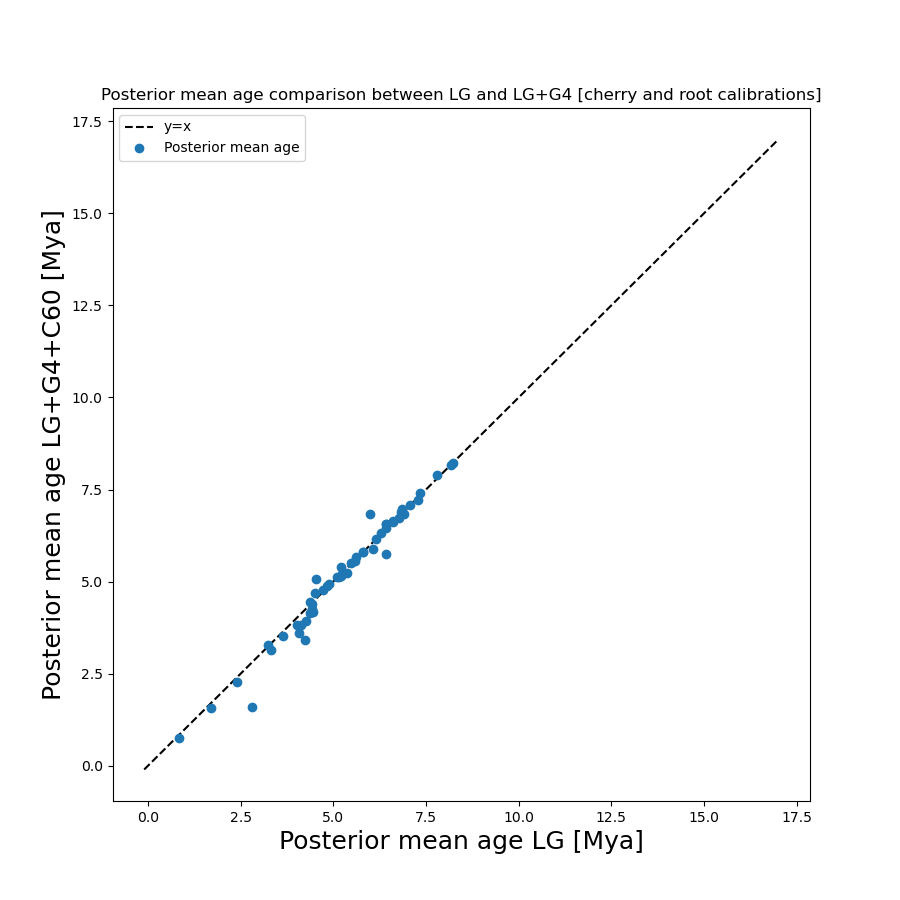 Posterior mean age comparison between LG and LG+G4 [cherry and root calibrations]
y=x
Posterior mean age
Posterior mean age LG+G4+C60 [Mya]
17.5
15.0
12.5
10.0
7.5
5.0
2.5
0.0
0.0 2.5 5.0 7.5 10.0 12.5 15.0 17.5
Posterior mean age LG [Mya]